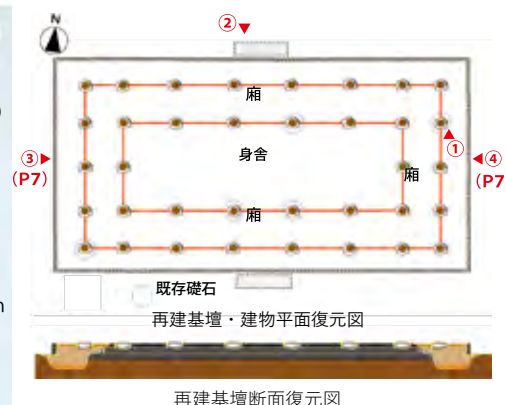 N
②▼
廂
身舎
③▶
(P7)
▲
①
◀④
(P7
廂
廂
既存礎石
再建基壇・建物平面復元図
再建基壇断面復元図